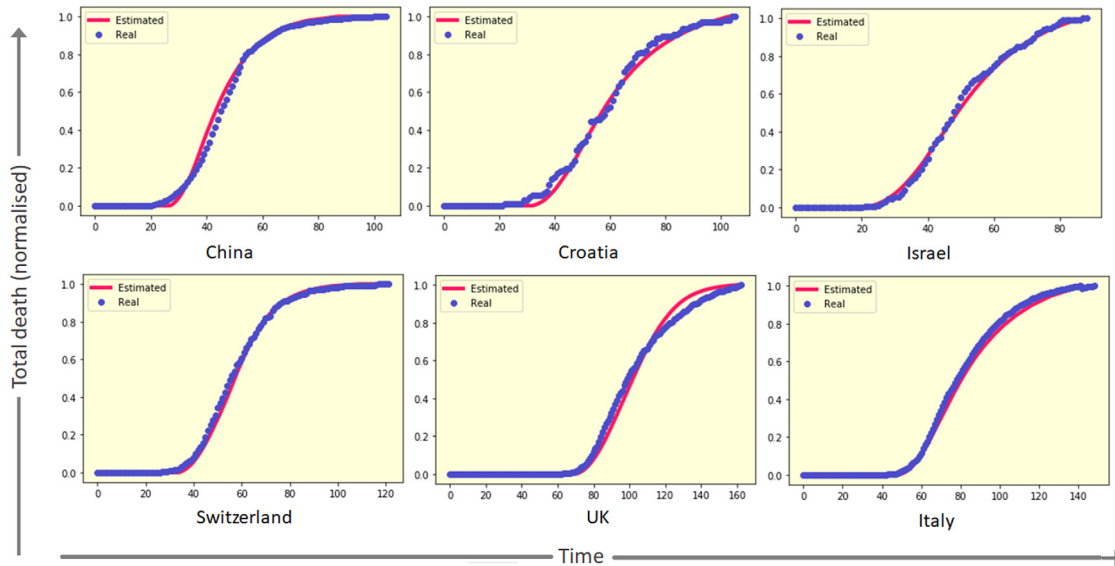 Total death (normalised)
Estimated
Real
1.0
0.8
0.6
0.4
0.2
0.0
0 20 40 60 80 100
China
Estimated
Real
1.0
0.8
0.6
0.4
0.2
0.0
0 20 40 60 80 100
Croatia
Estimated
Real
1.0
0.8
0.6
0.4
0.2
0.0
0 20 40 60 80
Israel
Estimated
Real
1.0
0.8
0.6
0.4
0.2
0.0
0 20 40 60 80 100 120
Switzerland
Estimated
Real
1.0
0.8
0.6
0.4
0.2
0.0
0 20 40 60 80 100 120 140 160
UK
Estimated
Real
1.0
0.8
0.6
0.4
0.2
0.0
0 20 40 60 80 100 120 140
Italy
Time